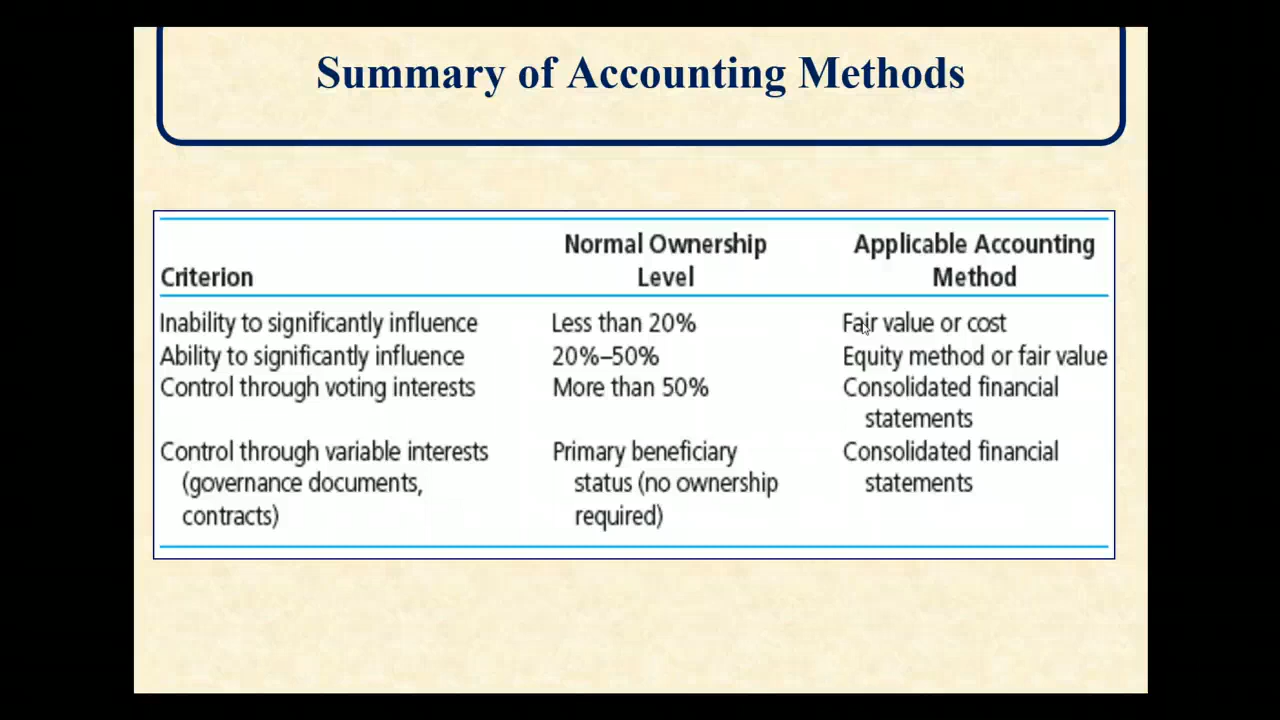 Summary of Accounting Methods
Normal Ownership Applicable Accounting
Criterion Level Method
Inability to significantly influence Less than 20% Fair value or cost
Ability to significantly influence 20%–50% Equity method or fair value
Control through voting interests More than 50% Consolidated financial
statements
Control through variable interests Primary beneficiary Consolidated financial
(governance documents, status (no ownership statements
contracts) required)